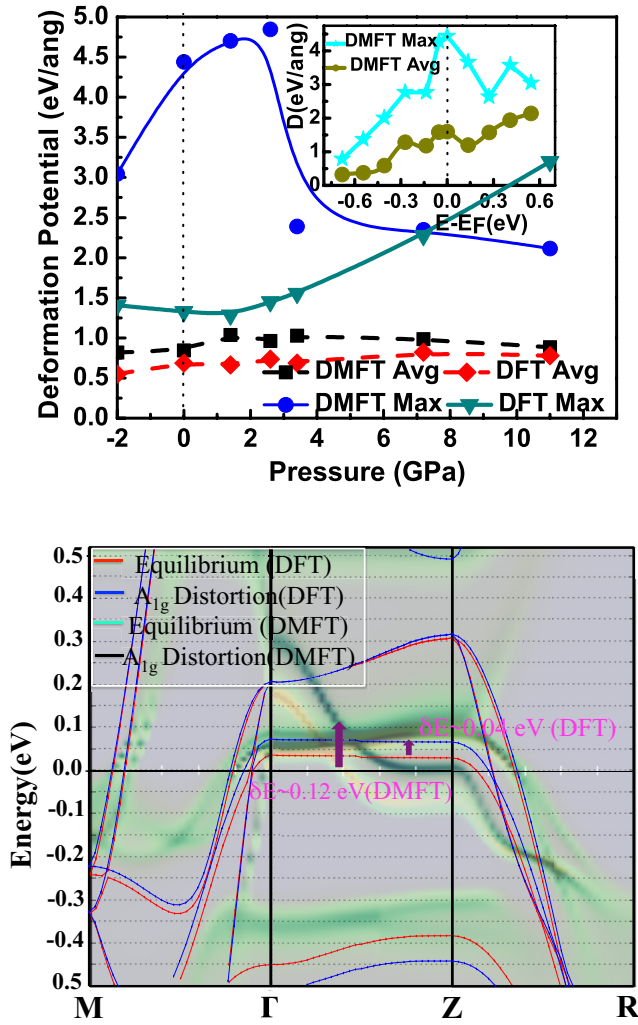 5.0
4.5
4.0
3.5
3.0
2.5
2.0
1.5
1.0
0.5
0.0
Deformation Potential (eV/ang)
-2 0 2 4 6 8 10 12
Pressure (GPa)
DMFT Avg DFT Avg
DMFT Max DFT Max
D(eV/ang)
4
3
2
1
0
DMFT Max
DMFT Avg
-0.6 -0.3 0.0 0.3 0.6
E-EF(eV)
0.5
0.4
0.3
0.2
0.1
0.0
-0.1
-0.2
-0.3
-0.4
0.5
Energy(eV)
Equilibrium (DFT)
A1g Distortion(DFT)
Equilibrium (DMFT)
A1g Distortion(DMFT)
δE~0.04 eV (DFT)
δE~0.12 eV(DMFT)
M Γ Z R